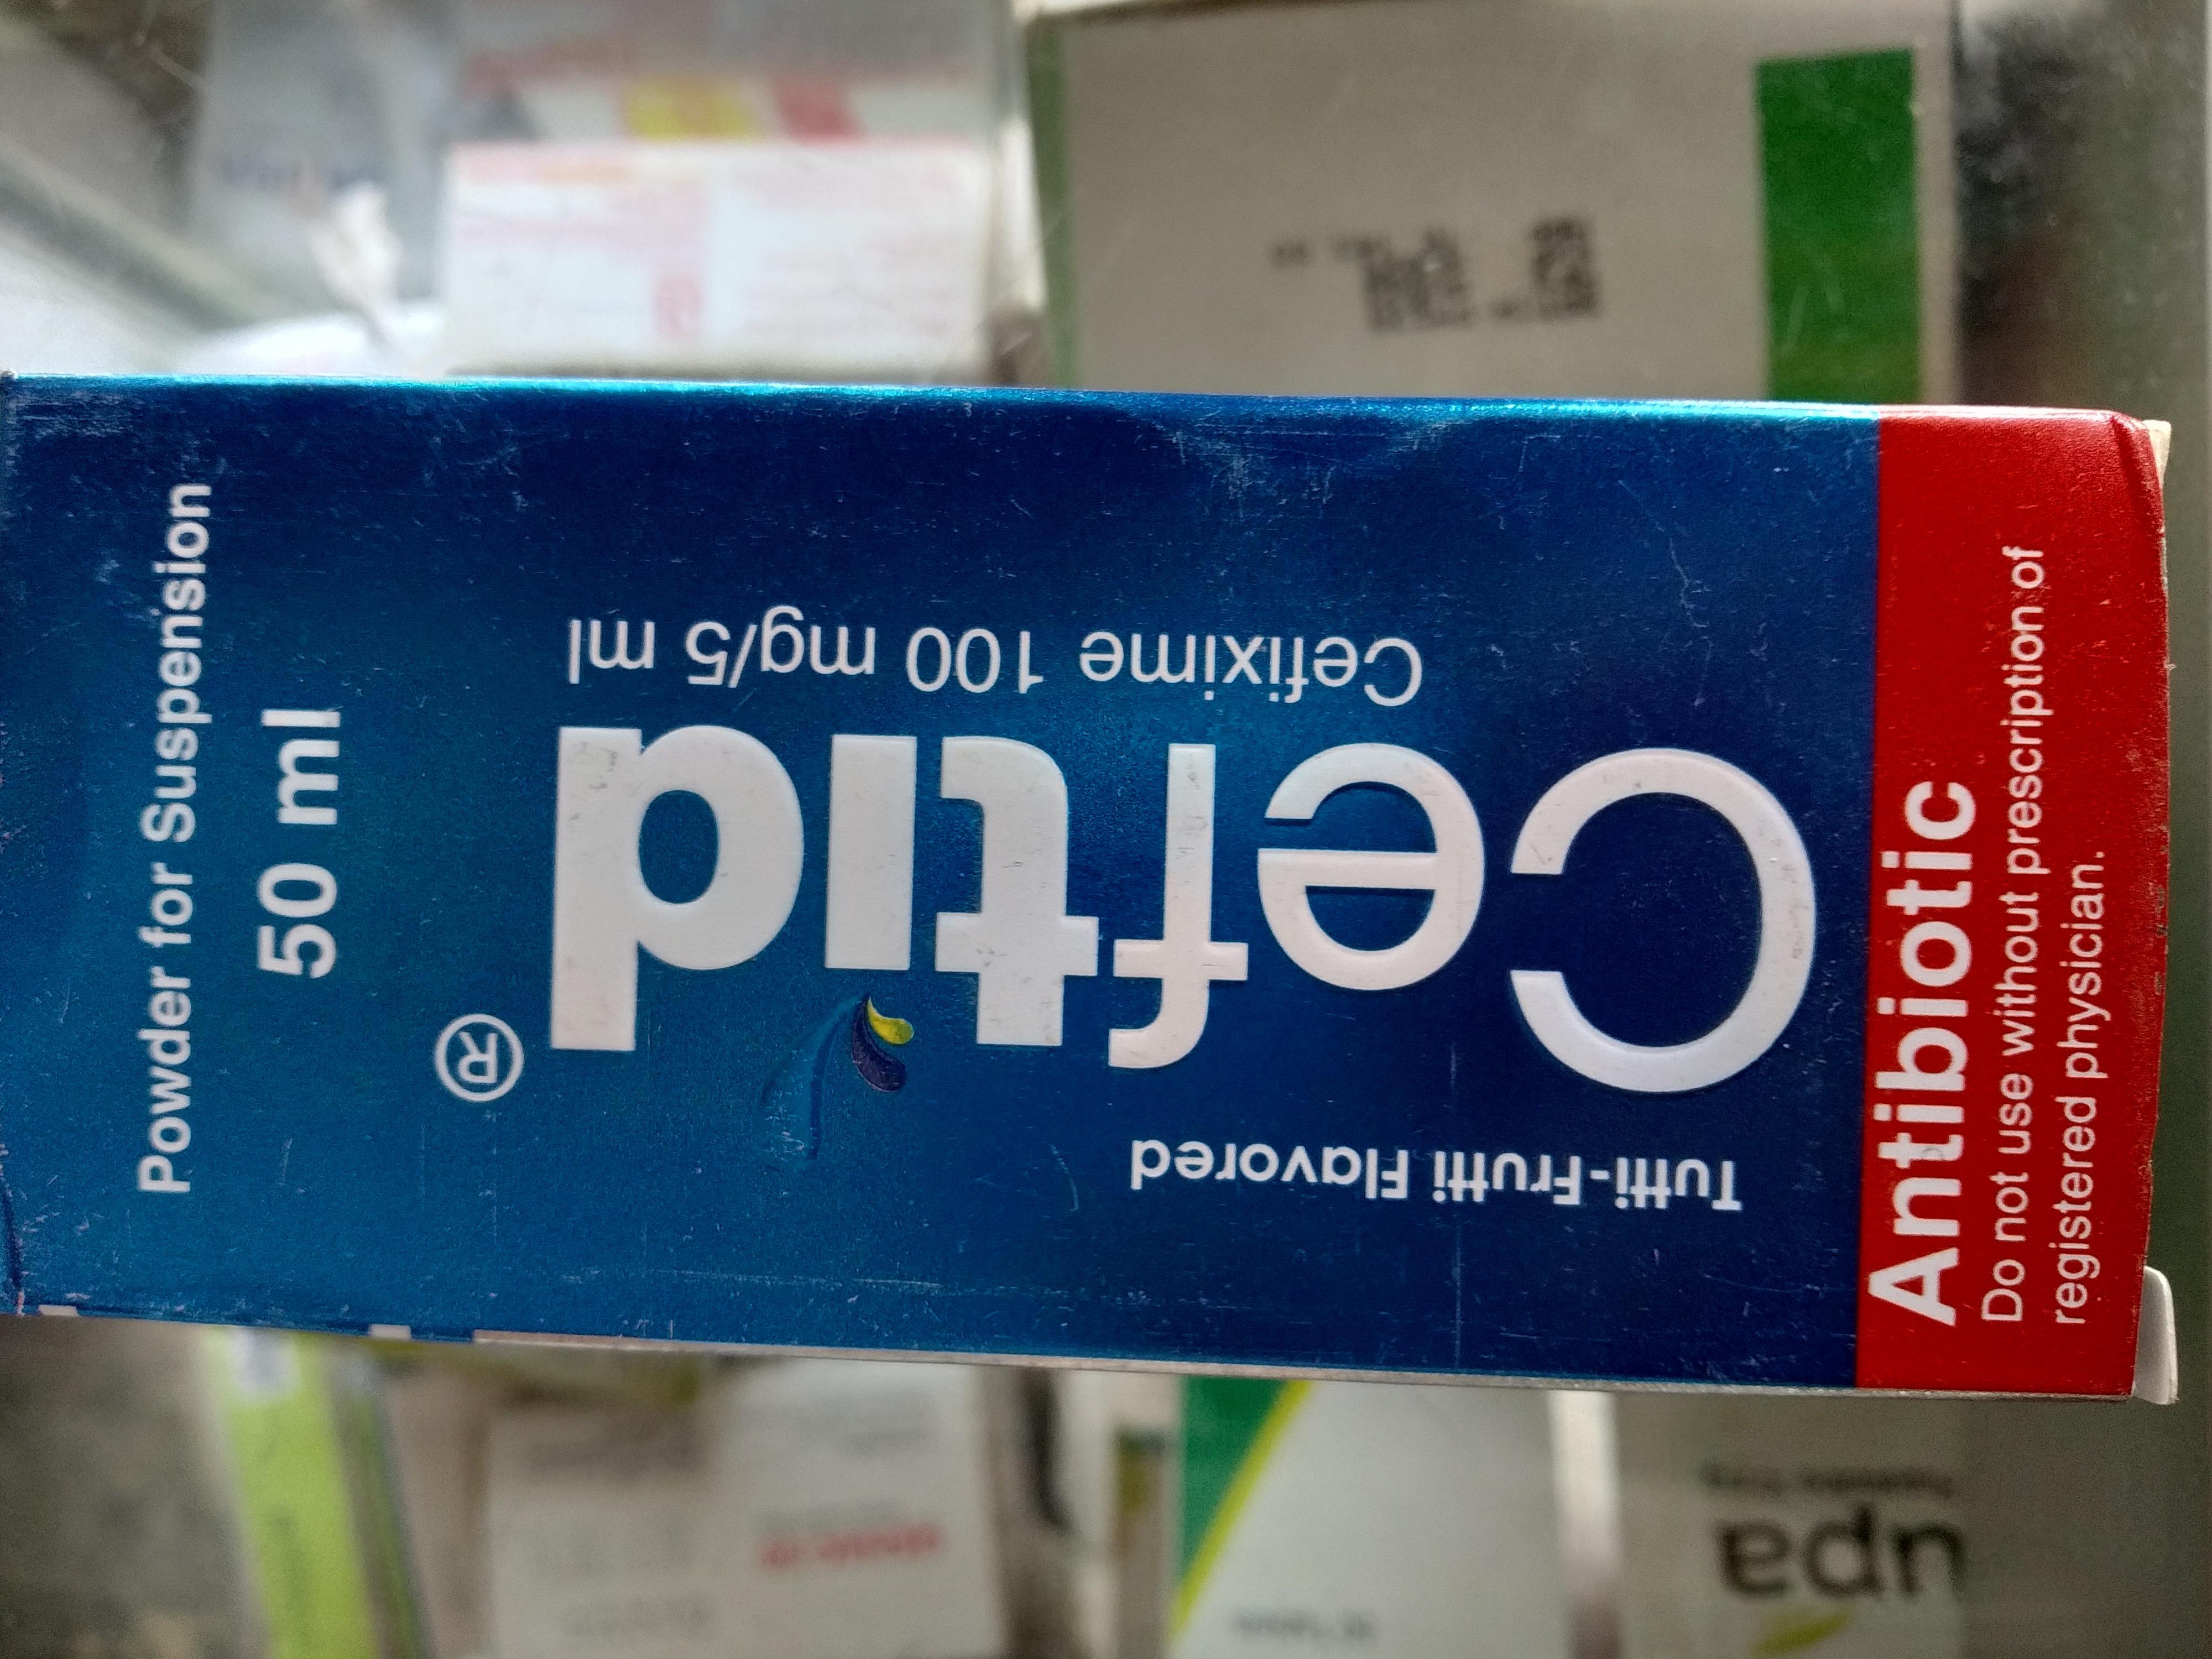 upa
Tutti-Frutti Flavored
Ceftid®
Cefixime 100 mg/5 ml
50 ml
Powder for Suspension
Antibiotic
Do not use without prescription of
registered physician.